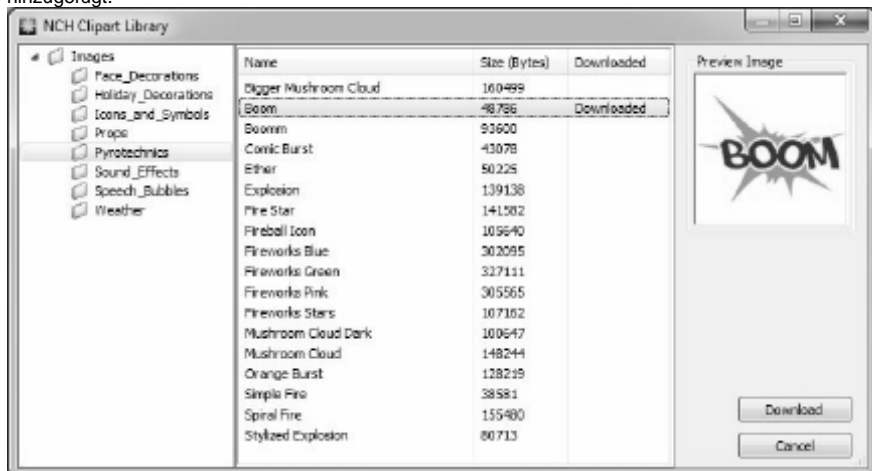 hinzugefügt.
NCH Clipart Library
Images
Face_Decorations
Holiday_Decorations
Icons_and_Symbols
Props
Pyrotechnics
Sound_Effects
Speech_Bubbles
Weather
Name Size (Bytes) Downloaded
Bigger Mushroom Cloud 160499
Boom 48786 Downloaded
Boomm 93600
Comic Burst 43078
Ether 50225
Explosion 139138
Fire Star 141582
Fireball Icon 105640
Fireworks Blue 302095
Fireworks Green 327111
Fireworks Pink 305565
Fireworks Stars 107162
Mushroom Cloud Dark 100647
Mushroom Cloud 148244
Orange Burst 128219
Simple Fire 38581
Spiral Fire 155480
Stylized Explosion 80713
Preview Image
BOOM
Download
Cancel